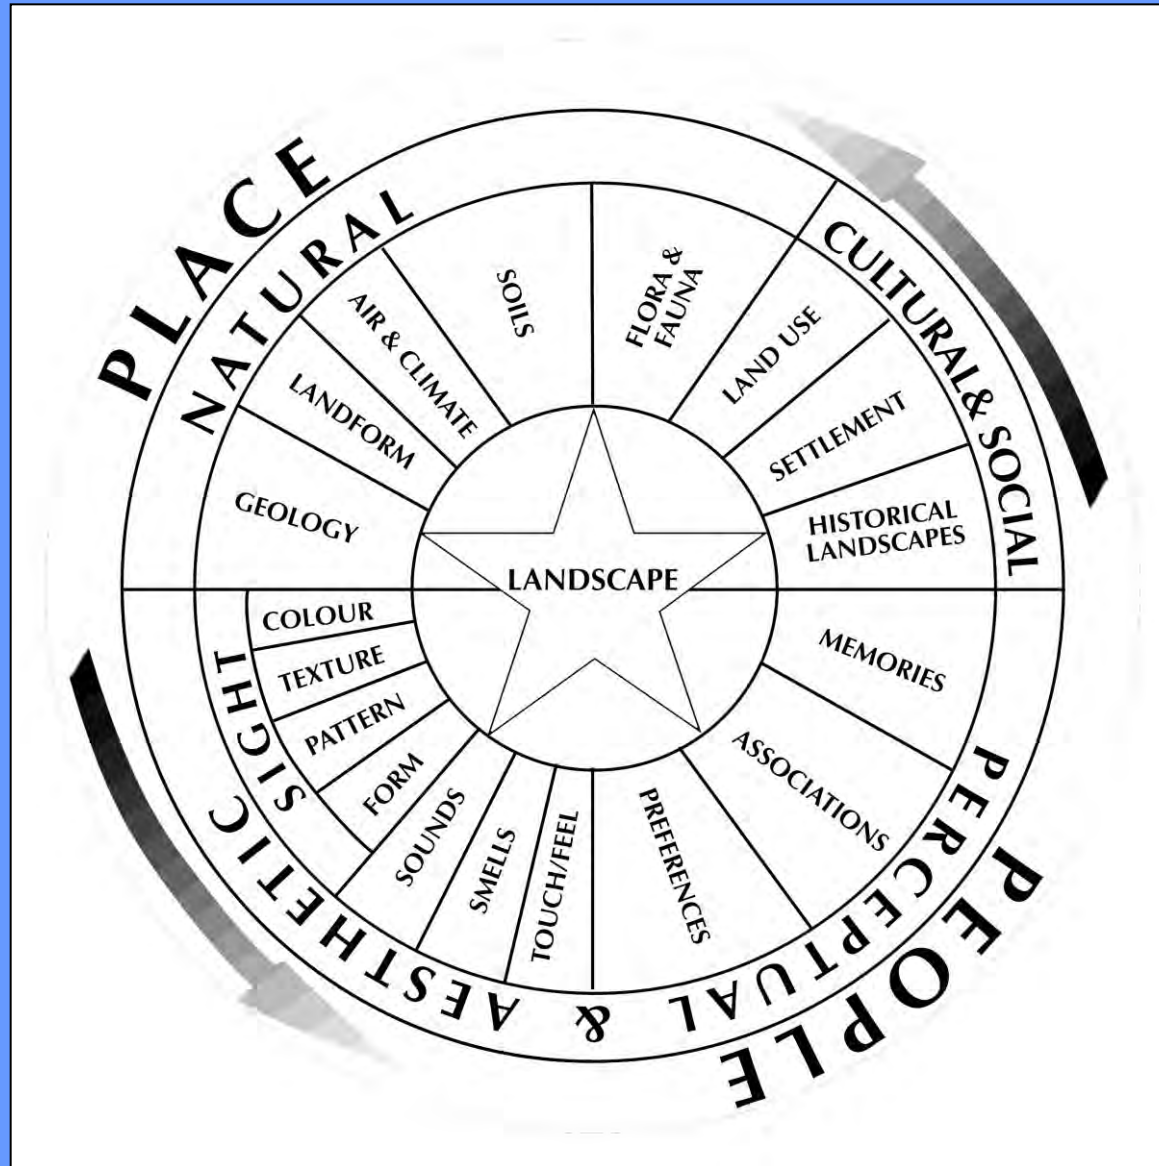 PLACE
NATURAL
CULTURAL & SOCIAL
GEOLOGY
LANDFORM
AIR & CLIMATE
SOILS
FLORA &
FAUNA
LAND USE
SETTLEMENT
HISTORICAL
LANDSCAPES
LANDSCAPE
MEMORIES
ASSOCIATIONS
PREFERENCES
TOUCH/FEEL
SMELLS
SOUNDS
FORM
PATTERN
TEXTURE
COLOUR
SIGHT
PERCEPTUAL & AESTHETIC
PEOPLE